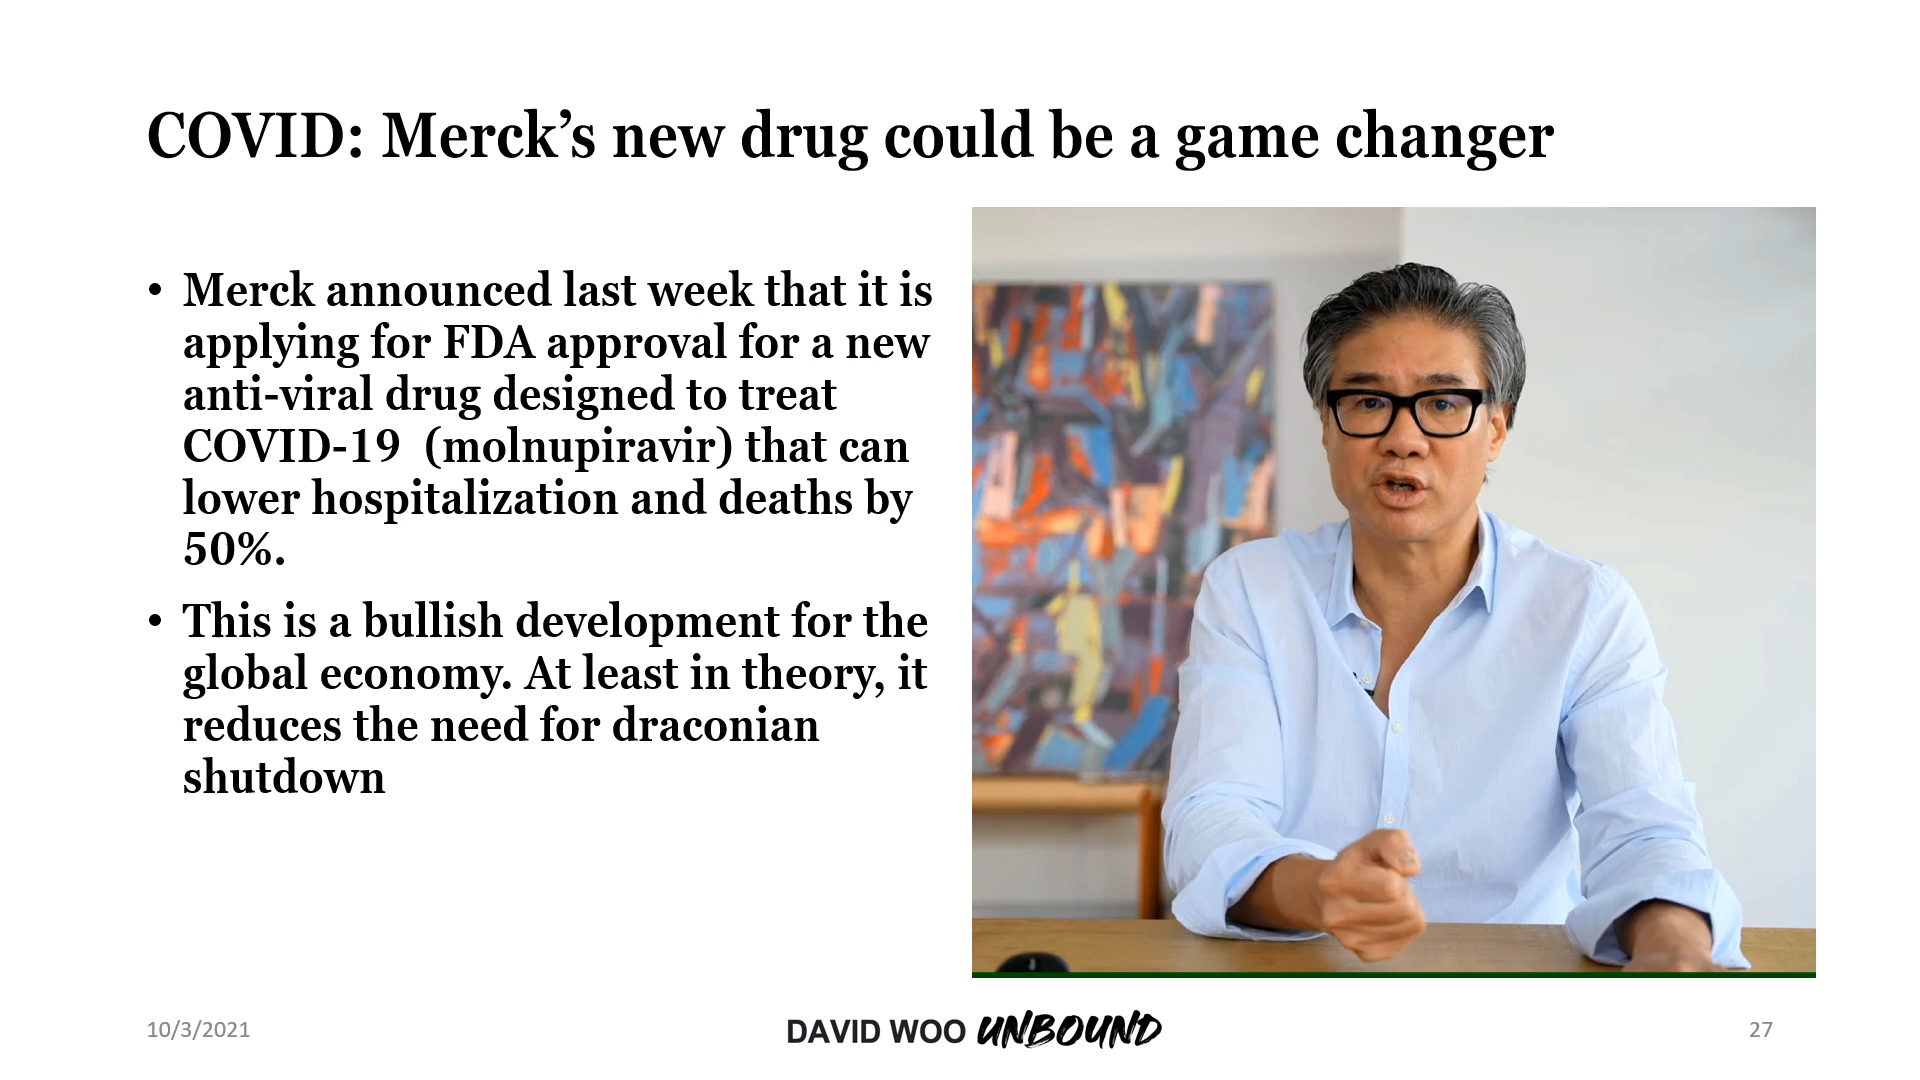 COVID: Merck’s new drug could be a game changer
• Merck announced last week that it is
applying for FDA approval for a new
anti-viral drug designed to treat
COVID-19  (molnupiravir) that can
lower hospitalization and deaths by
50%.
• This is a bullish development for the
global economy. At least in theory, it
reduces the need for draconian
shutdown
10/3/2021
DAVID WOO UNBOUND
27